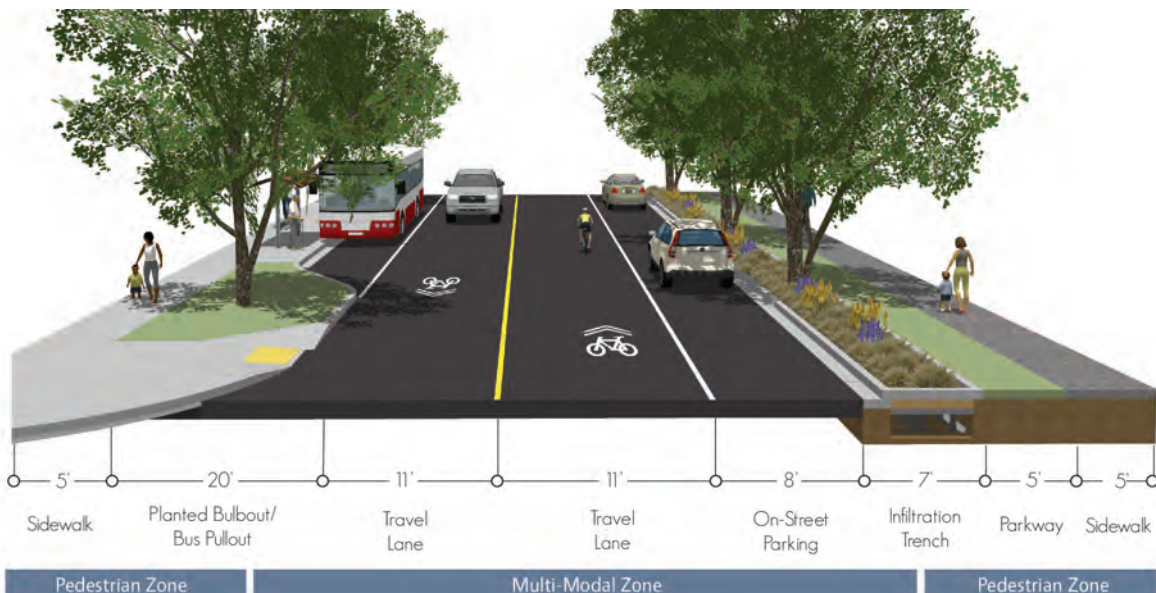 5' 20' 11' 11' 8' 7' 5' 5'
Sidewalk
Planted Bulbout/
Bus Pullout
Travel
Lane
Travel
Lane
On-Street
Parking
Infiltration
Trench
Parkway
Sidewalk
Pedestrian Zone
Multi-Modal Zone
Pedestrian Zone